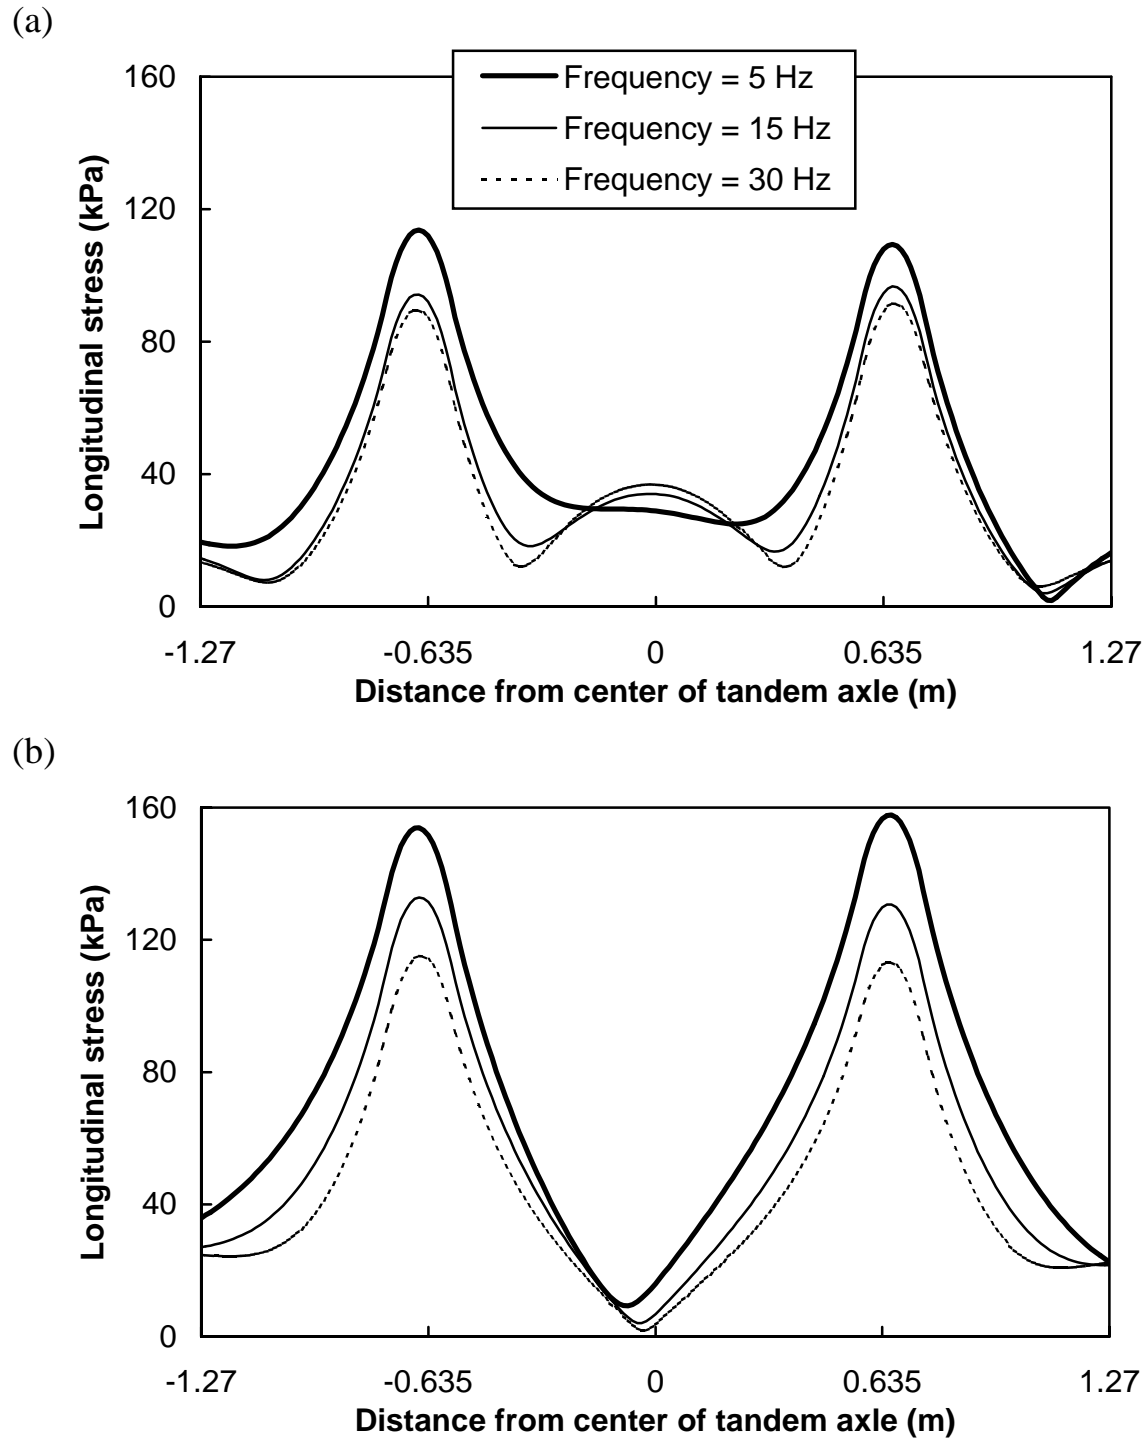 (a)
Frequency = 5 Hz
Frequency = 15 Hz
Frequency = 30 Hz
160
120
80
40
0
Longitudinal stress (kPa)
-1.27 -0.635 0 0.635 1.27
Distance from center of tandem axle (m)
(b)
160
120
80
40
0
Longitudinal stress (kPa)
-1.27 -0.635 0 0.635 1.27
Distance from center of tandem axle (m)